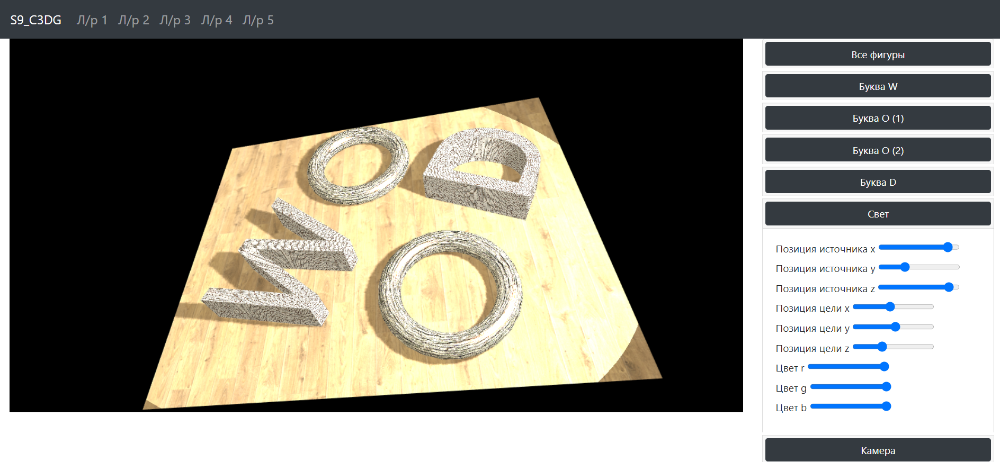 S9_C3DG Л/р 1 Л/р 2 Л/р 3 Л/р 4 Л/р 5
Все фигуры
Буква W
Буква O (1)
Буква O (2)
Буква D
Свет
Позиция источника x
Позиция источника y
Позиция источника z
Позиция цели x
Позиция цели y
Позиция цели z
Цвет r
Цвет g
Цвет b
Камера
W O O D